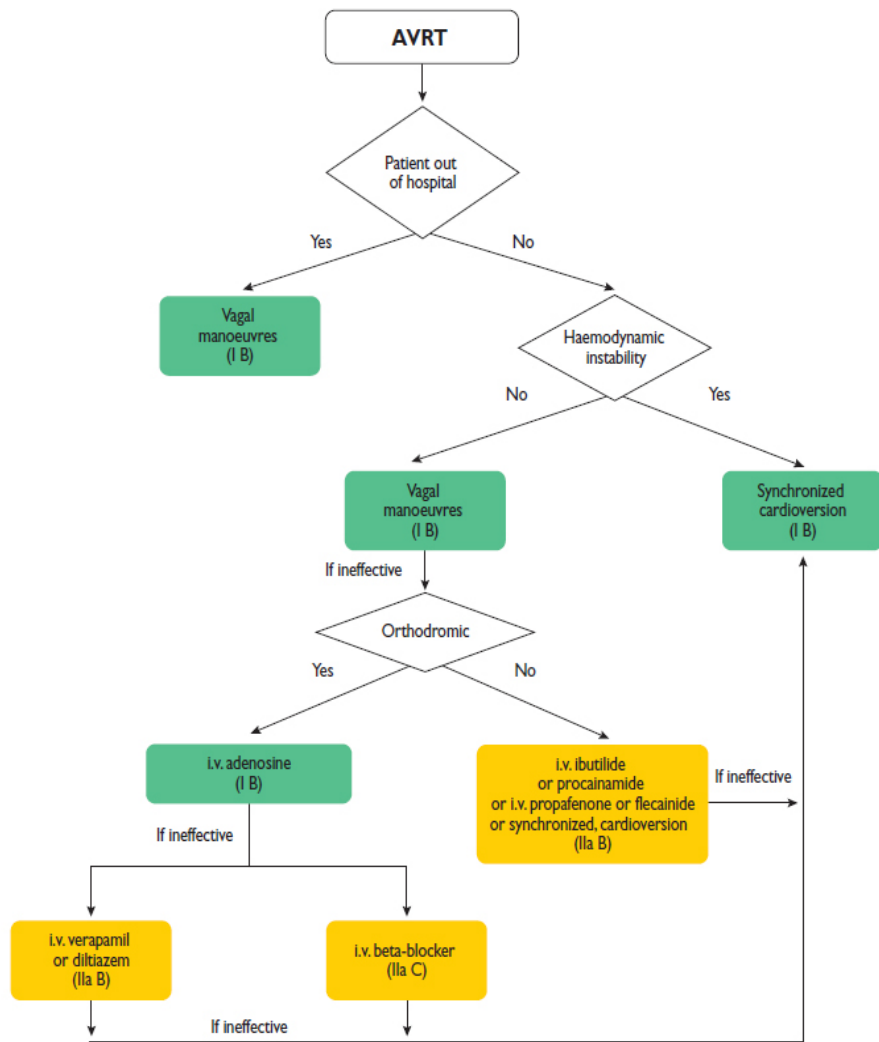 AVRT
Patient out
of hospital
Yes
No
Vagal
manoeuvres
(I B)
Haemodynamic
instability
No
Yes
Vagal
manoeuvres
(I B)
Synchronized
cardioversion
(I B)
If ineffective
Orthodromic
Yes
No
i.v. adenosine
(I B)
i.v. ibutilide
or procainamide
or i.v. propafenone or flecainide
or synchronized, cardioversion
(IIa B)
If ineffective
If ineffective
i.v. verapamil
or diltiazem
(IIa B)
i.v. beta-blocker
(IIa C)
If ineffective